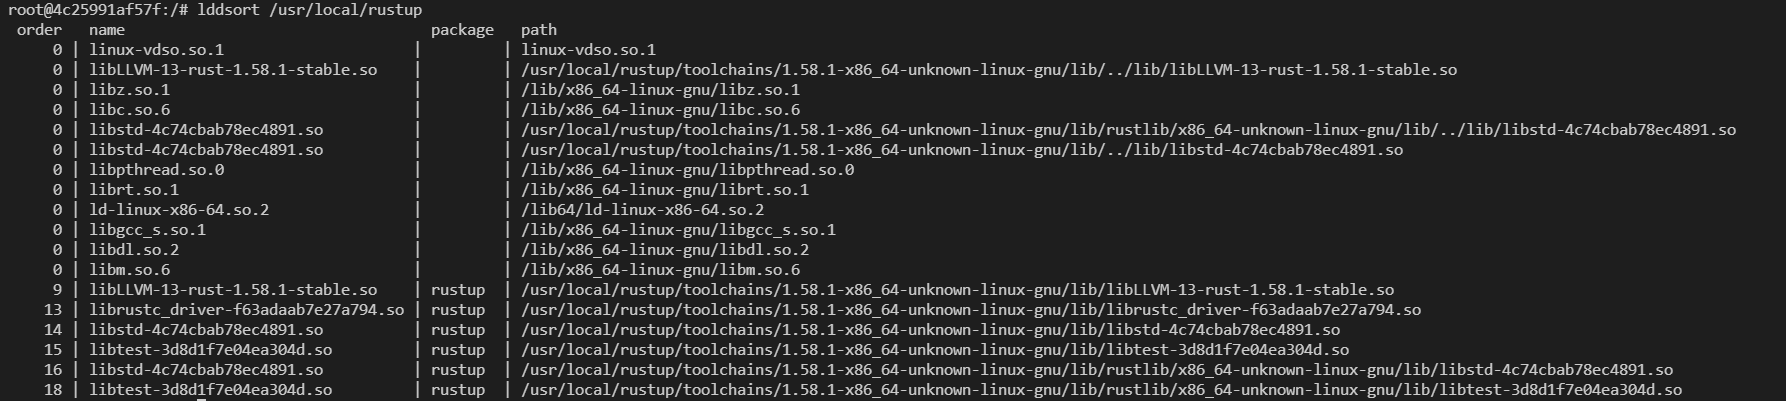 root@4c25991af57f:/# lddsort /usr/local/rustup
order   name                                 package   path
    0 | linux-vdso.so.1                     |         | linux-vdso.so.1
    0 | libLLVM-13-rust-1.58.1-stable.so    |         | /usr/local/rustup/toolchains/1.58.1-x86_64-unknown-linux-gnu/lib/../lib/libLLVM-13-rust-1.58.1-stable.so
    0 | libz.so.1                           |         | /lib/x86_64-linux-gnu/libz.so.1
    0 | libc.so.6                           |         | /lib/x86_64-linux-gnu/libc.so.6
    0 | libstd-4c74cbab78ec4891.so          |         | /usr/local/rustup/toolchains/1.58.1-x86_64-unknown-linux-gnu/lib/rustlib/x86_64-unknown-linux-gnu/lib/../lib/libstd-4c74cbab78ec4891.so
    0 | libstd-4c74cbab78ec4891.so          |         | /usr/local/rustup/toolchains/1.58.1-x86_64-unknown-linux-gnu/lib/../lib/libstd-4c74cbab78ec4891.so
    0 | libpthread.so.0                     |         | /lib/x86_64-linux-gnu/libpthread.so.0
    0 | librt.so.1                          |         | /lib/x86_64-linux-gnu/librt.so.1
    0 | ld-linux-x86-64.so.2                |         | /lib64/ld-linux-x86-64.so.2
    0 | libgcc_s.so.1                       |         | /lib/x86_64-linux-gnu/libgcc_s.so.1
    0 | libdl.so.2                          |         | /lib/x86_64-linux-gnu/libdl.so.2
    0 | libm.so.6                           |         | /lib/x86_64-linux-gnu/libm.so.6
    9 | libLLVM-13-rust-1.58.1-stable.so    | rustup  | /usr/local/rustup/toolchains/1.58.1-x86_64-unknown-linux-gnu/lib/libLLVM-13-rust-1.58.1-stable.so
   13 | librustc_driver-f63adaab7e27a794.so | rustup  | /usr/local/rustup/toolchains/1.58.1-x86_64-unknown-linux-gnu/lib/librustc_driver-f63adaab7e27a794.so
   14 | libstd-4c74cbab78ec4891.so          | rustup  | /usr/local/rustup/toolchains/1.58.1-x86_64-unknown-linux-gnu/lib/libstd-4c74cbab78ec4891.so
   15 | libtest-3d8d1f7e04ea304d.so         | rustup  | /usr/local/rustup/toolchains/1.58.1-x86_64-unknown-linux-gnu/lib/libtest-3d8d1f7e04ea304d.so
   16 | libstd-4c74cbab78ec4891.so          | rustup  | /usr/local/rustup/toolchains/1.58.1-x86_64-unknown-linux-gnu/lib/rustlib/x86_64-unknown-linux-gnu/lib/libstd-4c74cbab78ec4891.so
   18 | libtest-3d8d1f7e04ea304d.so         | rustup  | /usr/local/rustup/toolchains/1.58.1-x86_64-unknown-linux-gnu/lib/rustlib/x86_64-unknown-linux-gnu/lib/libtest-3d8d1f7e04ea304d.so